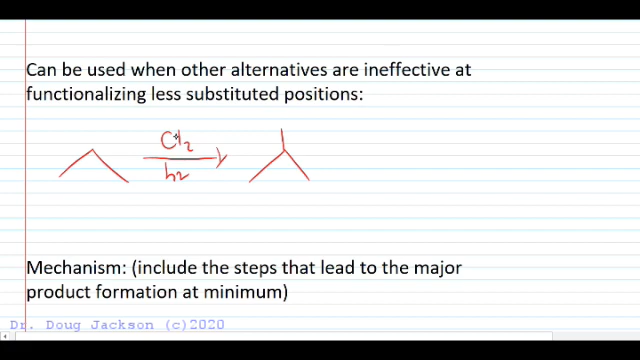 Can be used when other alternatives are ineffective at
functionalizing less substituted positions:
Cl2
hν
Mechanism: (include the steps that lead to the major
product formation at minimum)
Dr. Doug Jackson (c)2020